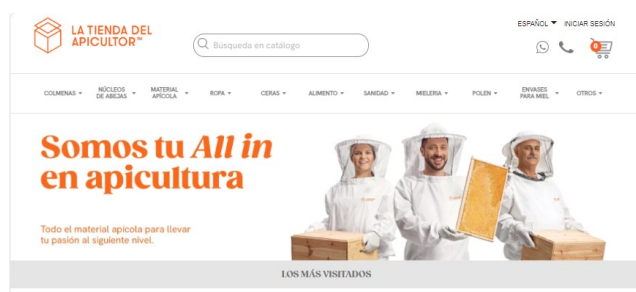 ESPAÑOL INICIAR SESIÓN
LA TIENDA DEL
APICULTOR™
Búsqueda en catálogo
0
COLMENAS
NÚCLEOS
DE ABEJAS
MATERIAL
APÍCOLA
ROPA
CERAS
ALIMENTO
SANIDAD
MIELERIA
POLEN
ENVASES
PARA MIEL
OTROS
Somos tu All in
en apicultura
Todo el material apícola para llevar
tu pasión al siguiente nivel.
LOS MÁS VISITADOS